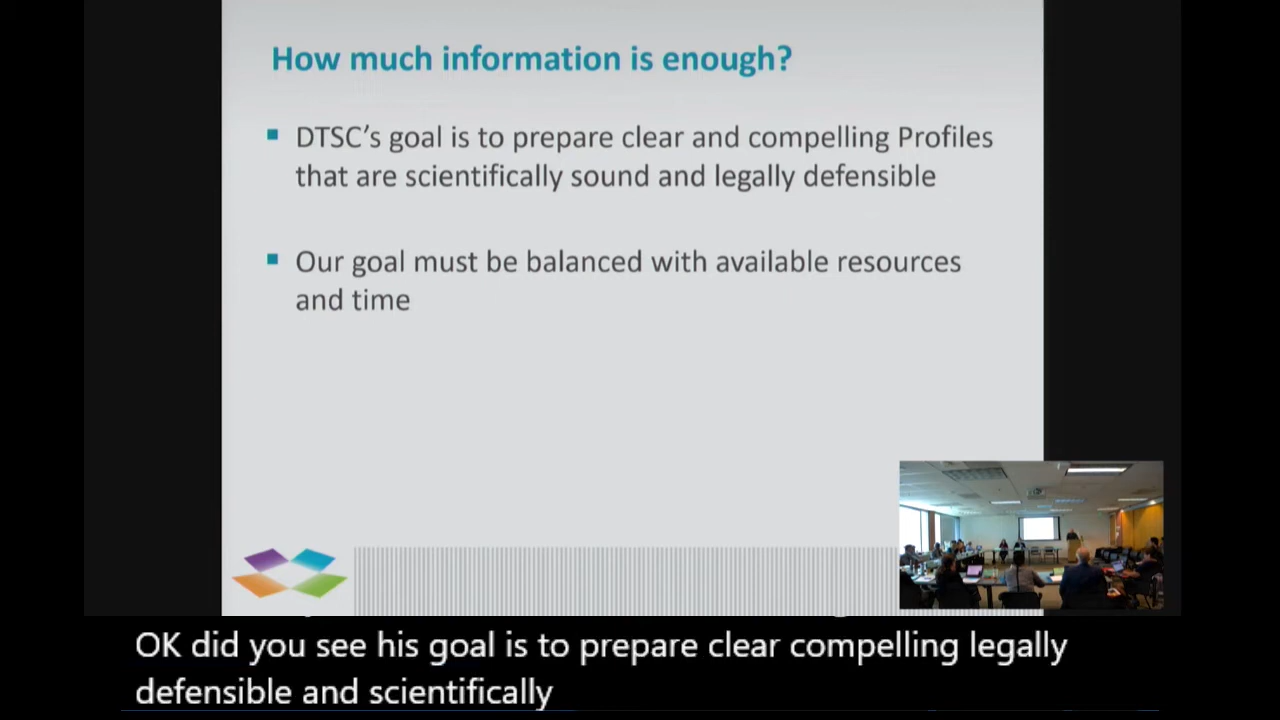 How much information is enough?
DTSC's goal is to prepare clear and compelling Profiles
that are scientifically sound and legally defensible
Our goal must be balanced with available resources
and time
OK did you see his goal is to prepare clear compelling legally
defensible and scientifically